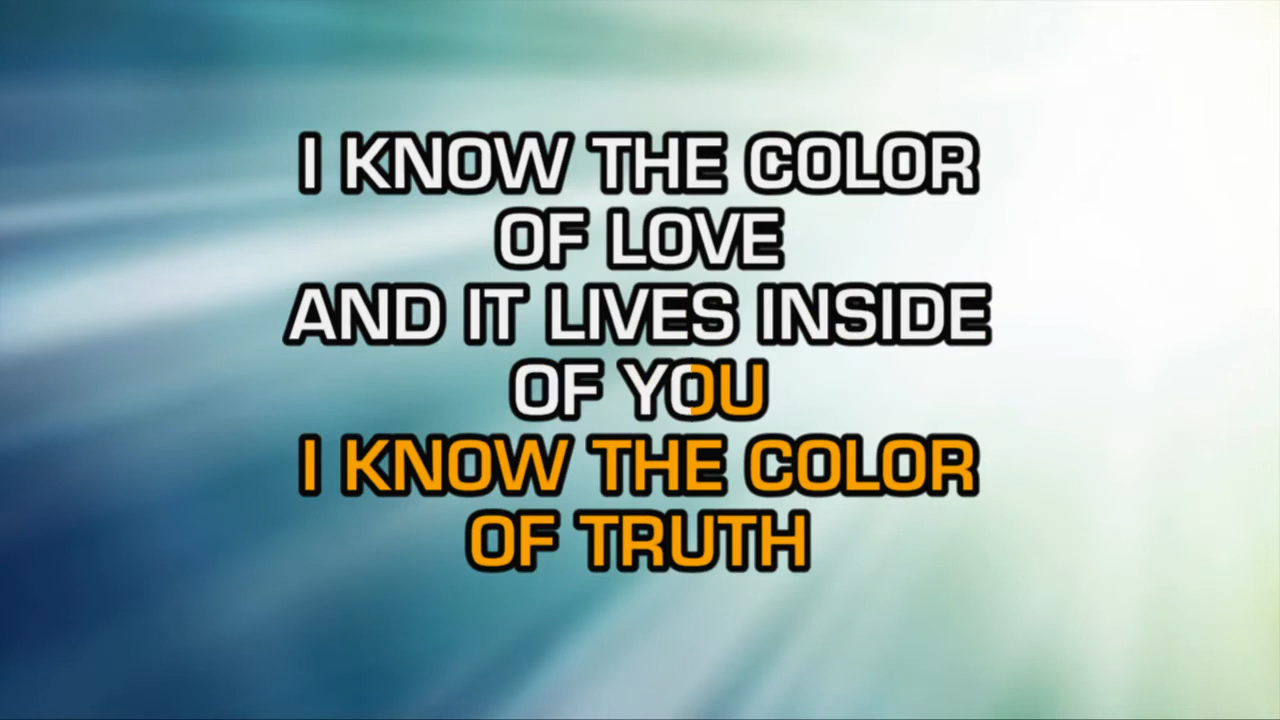 I KNOW THE COLOR
OF LOVE
AND IT LIVES INSIDE
OF YOU
I KNOW THE COLOR
OF TRUTH